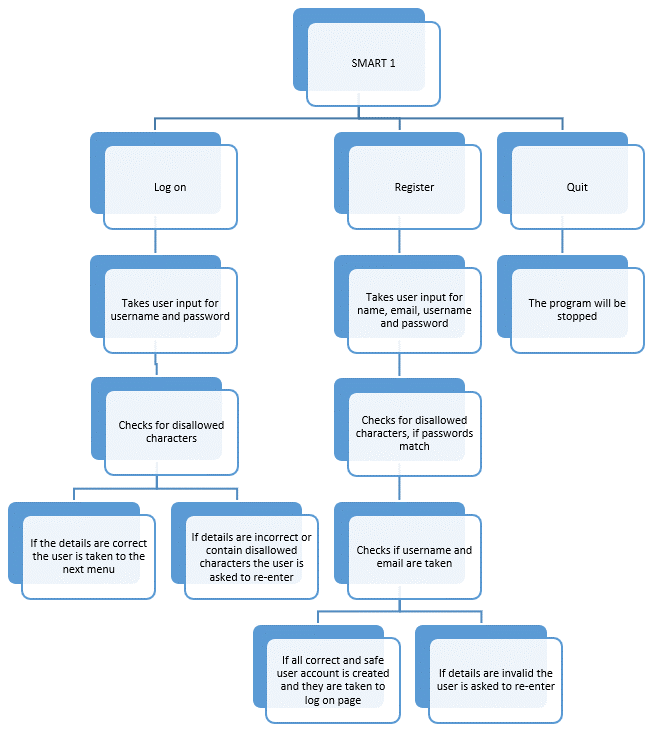 SMART 1
Log on
Register
Quit
Takes user input for
username and password
Takes user input for
name, email, username
and password
The program will be
stopped
Checks for disallowed
characters
Checks for disallowed
characters, if passwords
match
If the details are correct
the user is taken to the
next menu
If details are incorrect or
contain disallowed
characters the user is
asked to re-enter
Checks if username and
email are taken
If all correct and safe
user account is created
and they are taken to
log on page
If details are invalid the
user is asked to re-enter